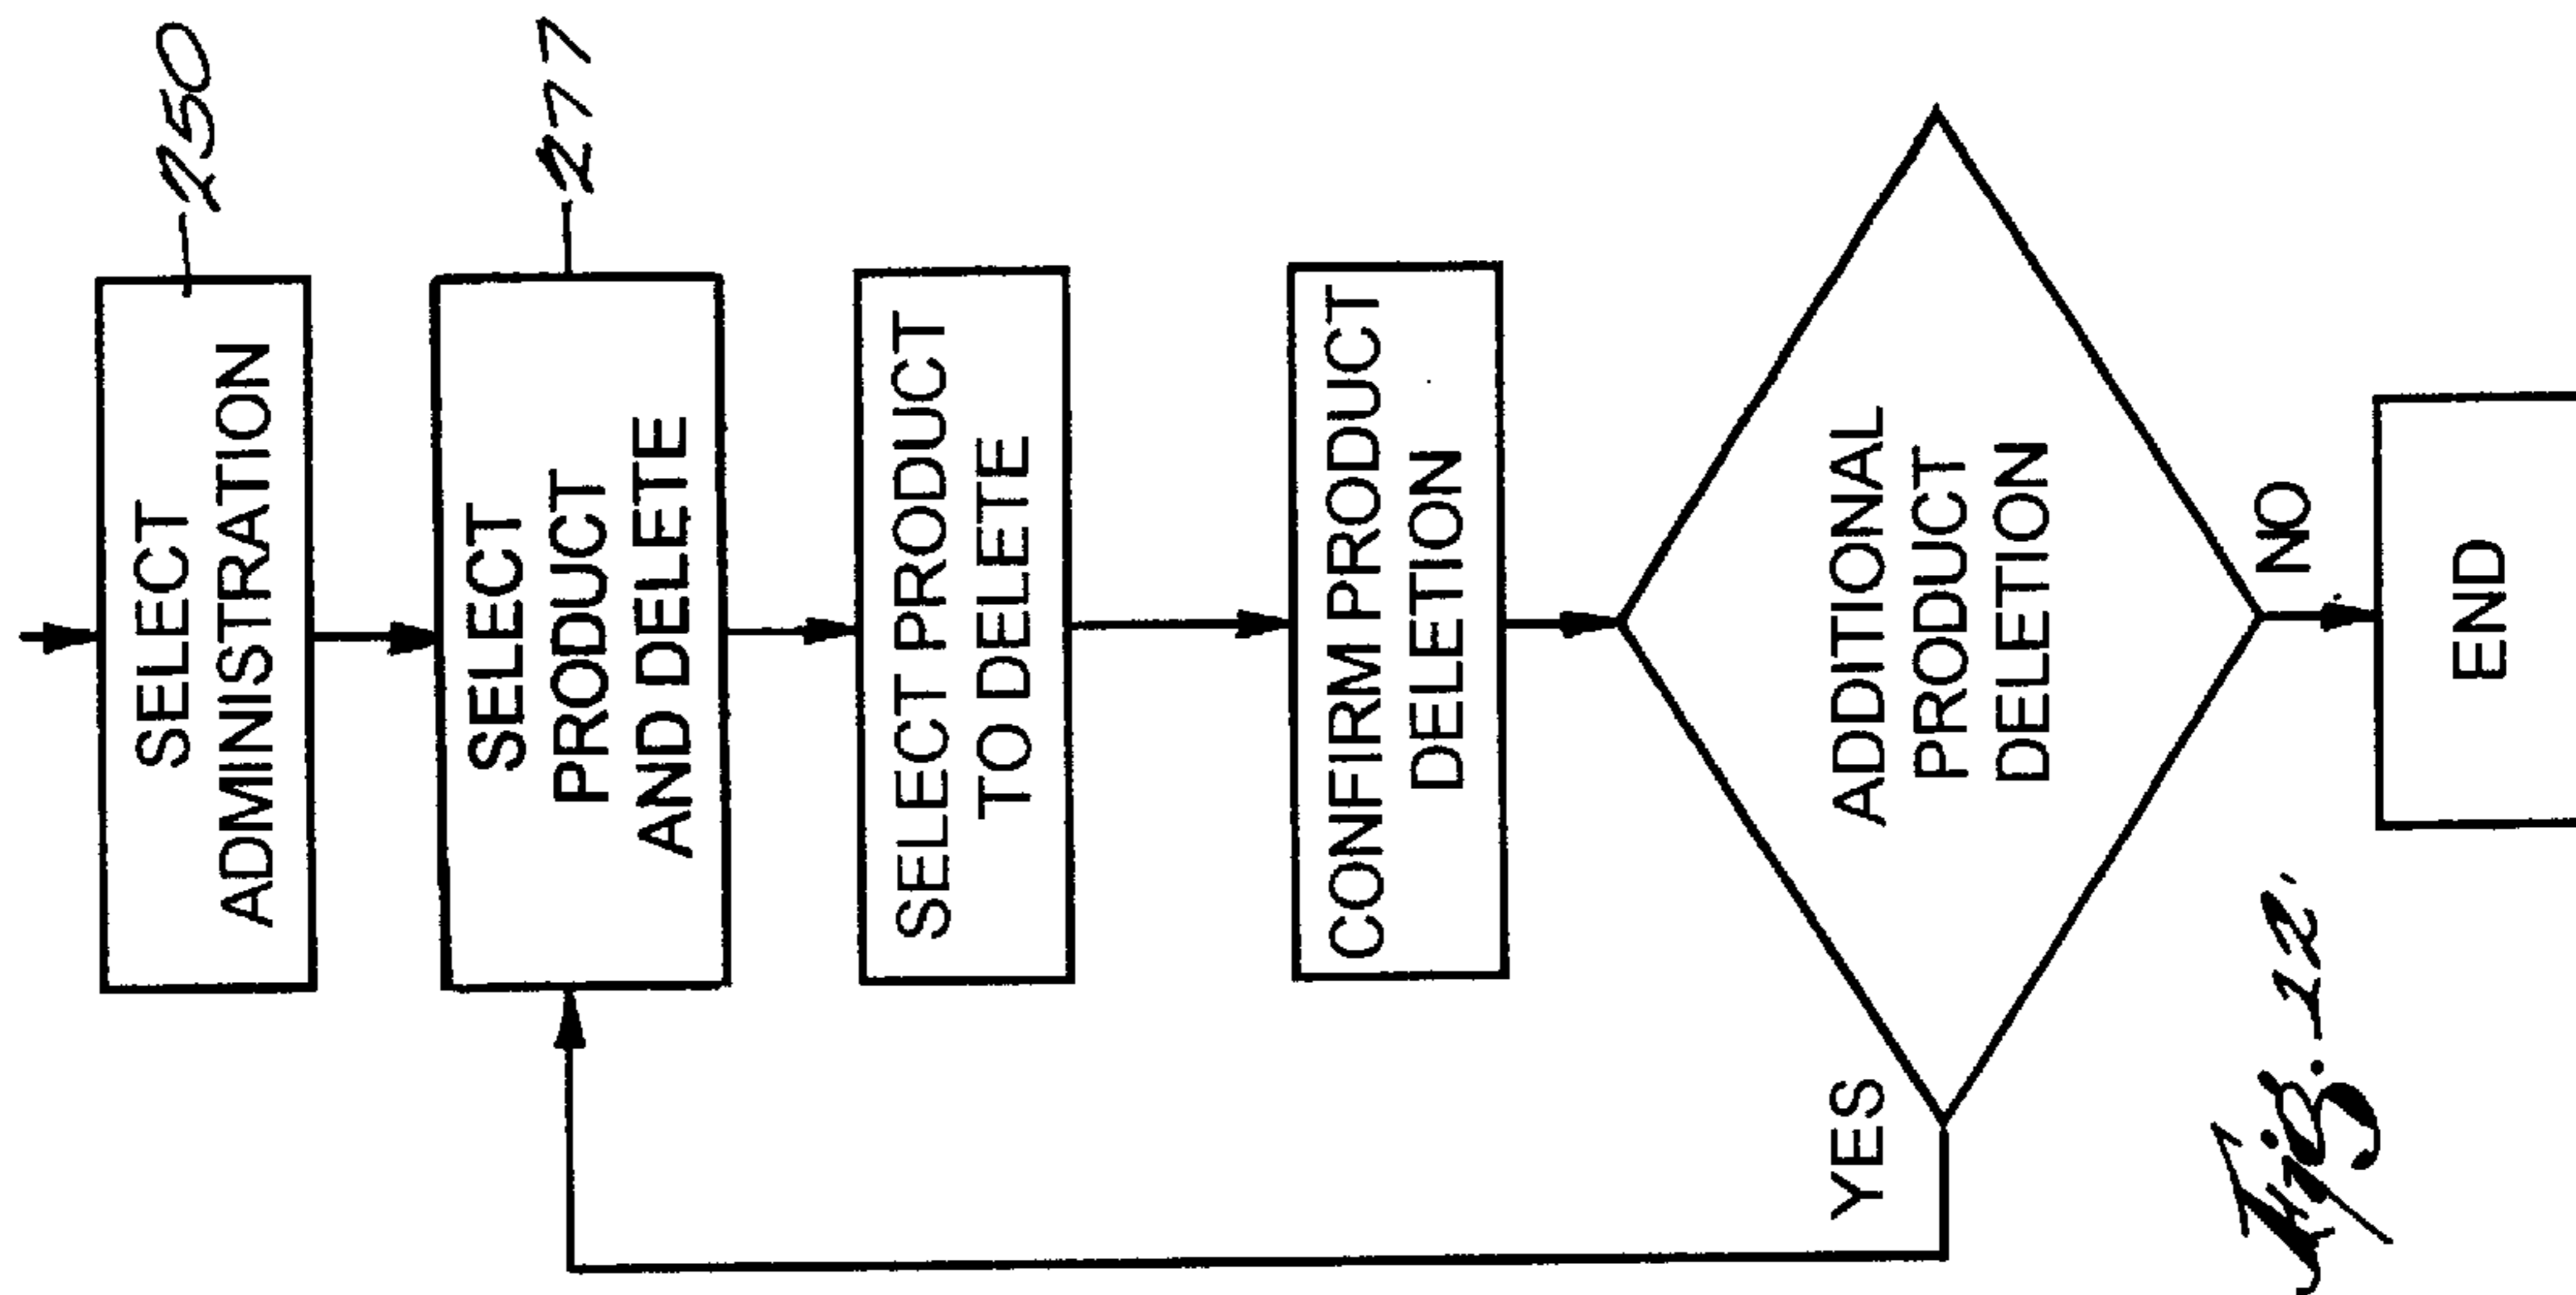 SELECT
ADMINISTRATION
250
SELECT
PRODUCT
AND DELETE
277
SELECT PRODUCT
TO DELETE
CONFIRM PRODUCT
DELETION
ADDITIONAL
PRODUCT
DELETION
YES
NO
END
Fig. 12.